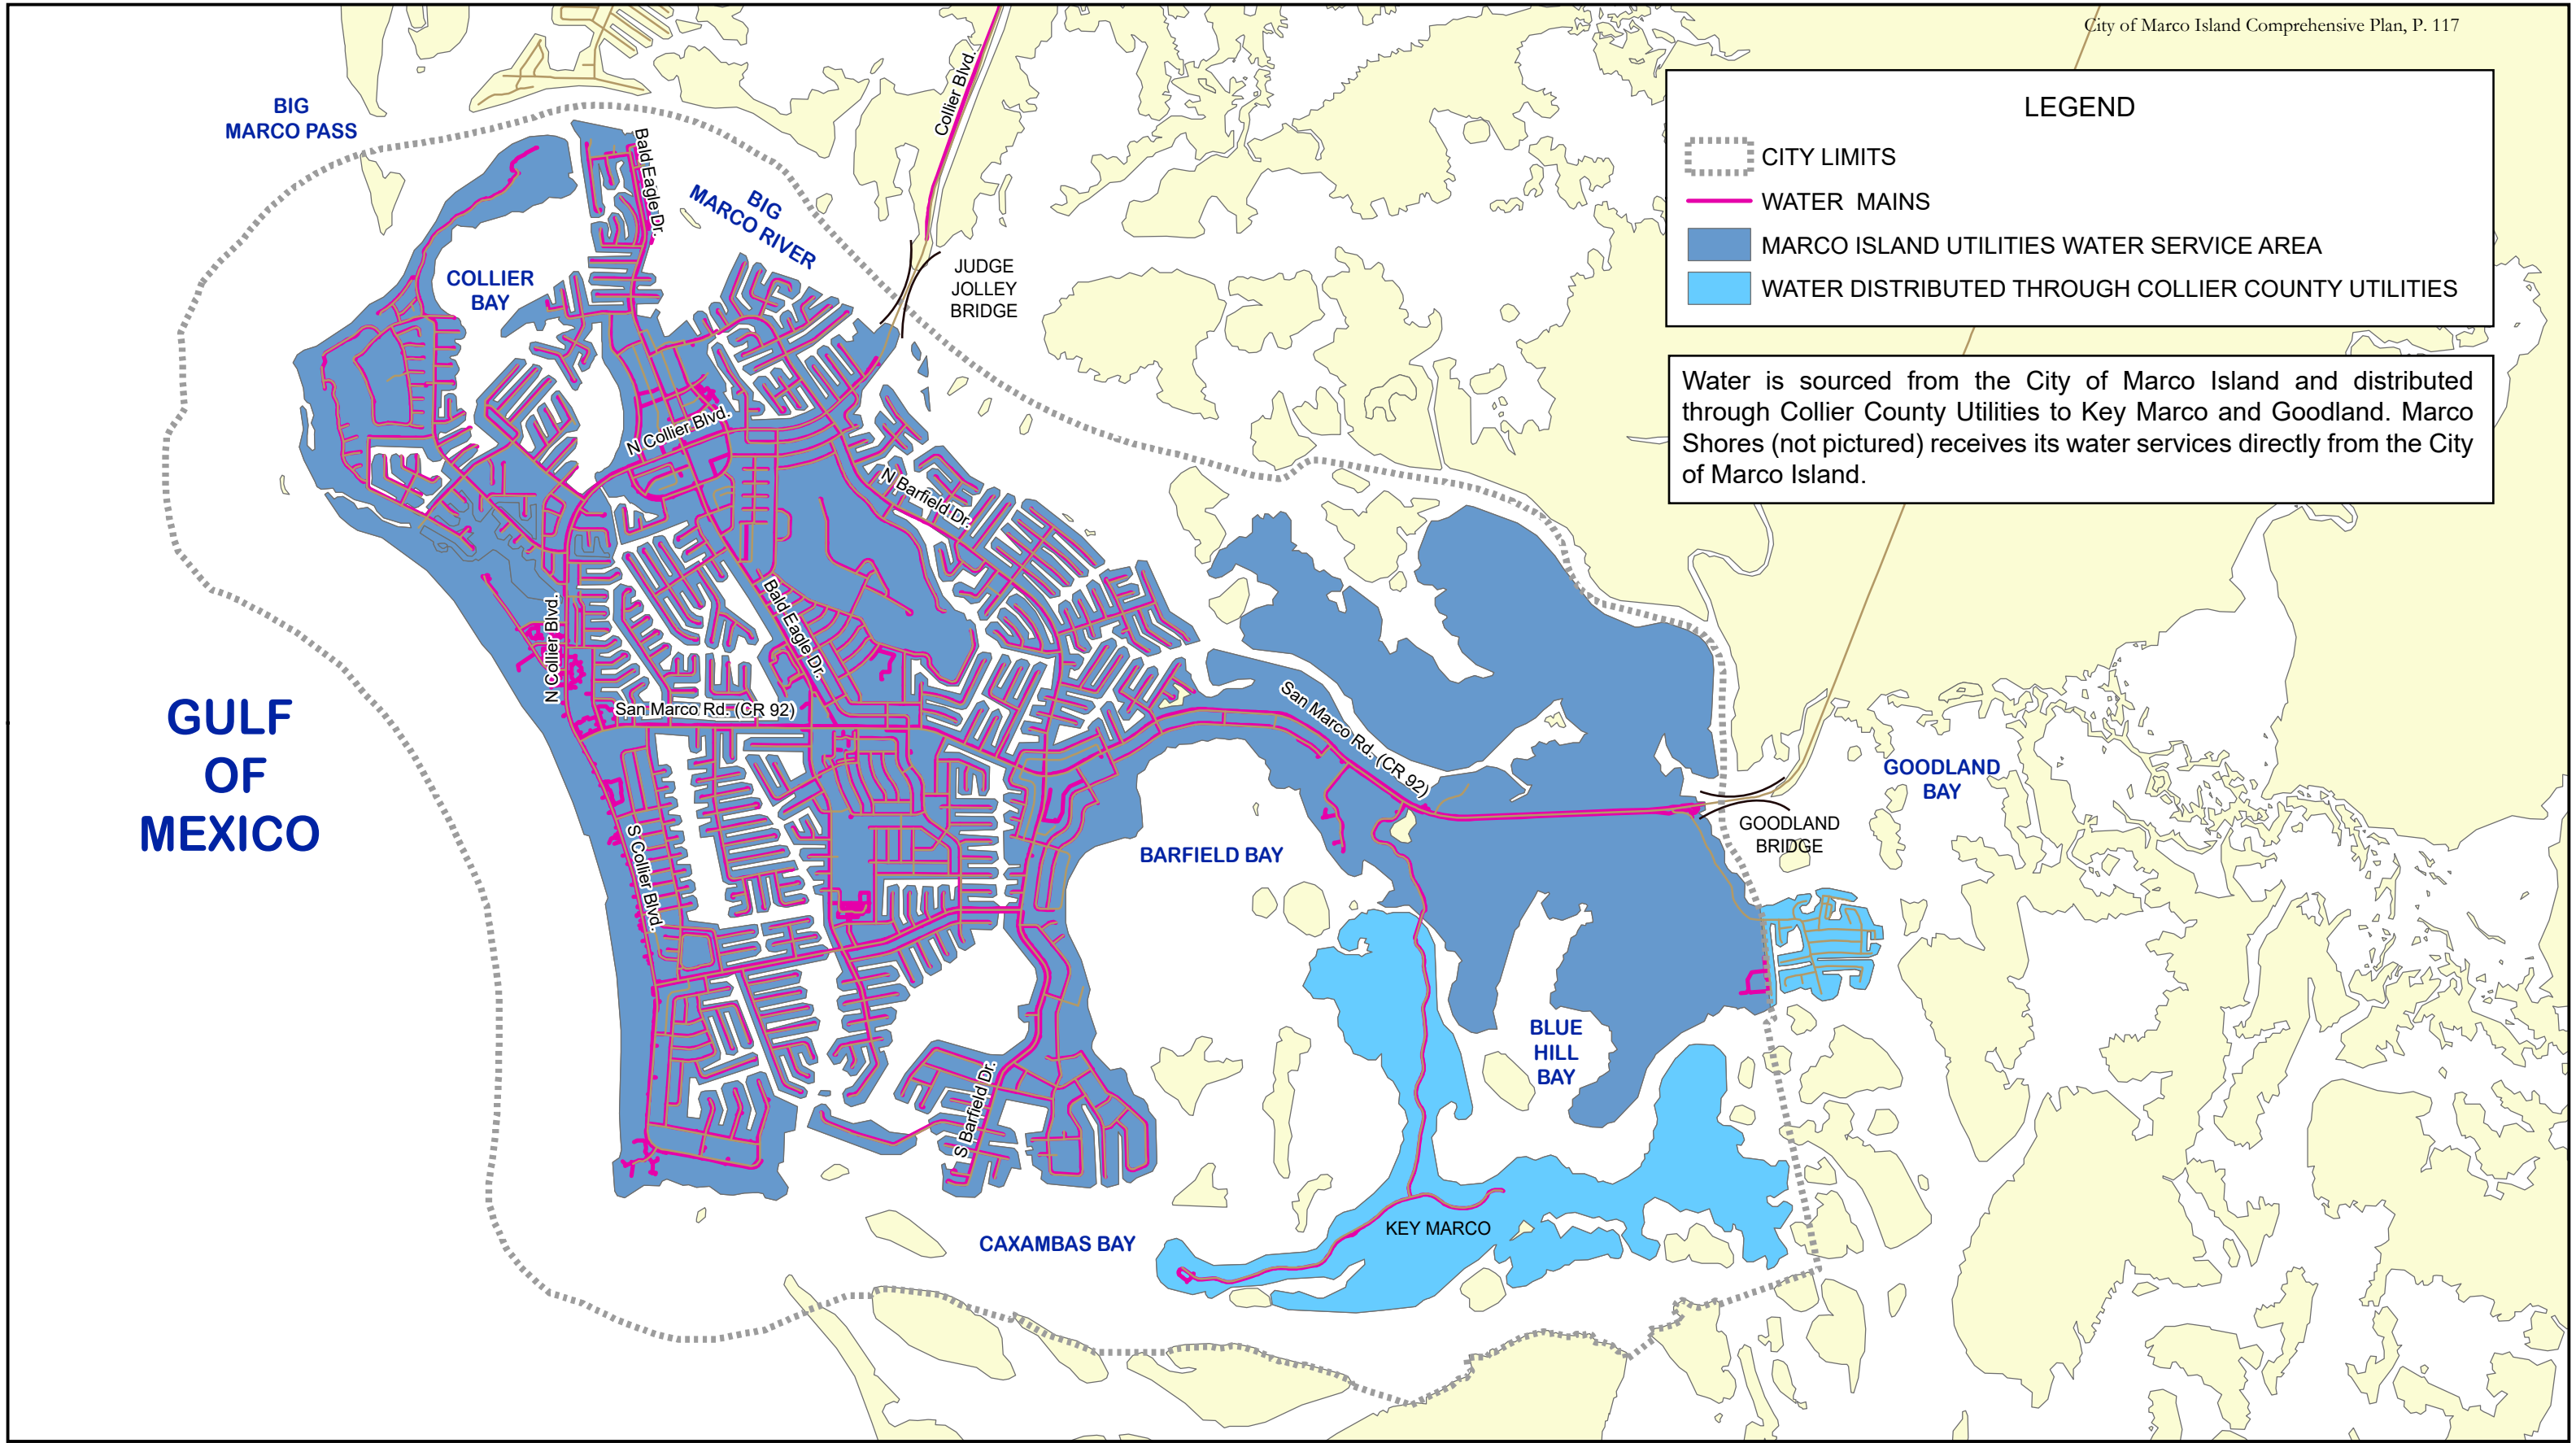 City of Marco Island Comprehensive Plan, P. 117
LEGEND
CITY LIMITS
WATER MAINS
MARCO ISLAND UTILITIES WATER SERVICE AREA
WATER DISTRIBUTED THROUGH COLLIER COUNTY UTILITIES
Water is sourced from the City of Marco Island and distributed
through Collier County Utilities to Key Marco and Goodland. Marco
Shores (not pictured) receives its water services directly from the City
of Marco Island.
BIG
MARCO PASS
Collier Blvd.
Bald Eagle Dr.
BIG
MARCO RIVER
COLLIER
BAY
JUDGE
JOLLEY
BRIDGE
N Collier Blvd.
N Barfield Dr.
Bald Eagle Dr.
N Collier Blvd.
San Marco Rd. (CR 92)
San Marco Rd. (CR 92)
GULF
OF
MEXICO
GOODLAND
BAY
GOODLAND
BRIDGE
S Collier Blvd.
BARFIELD BAY
BLUE
HILL
BAY
S Barfield Dr.
KEY MARCO
CAXAMBAS BAY